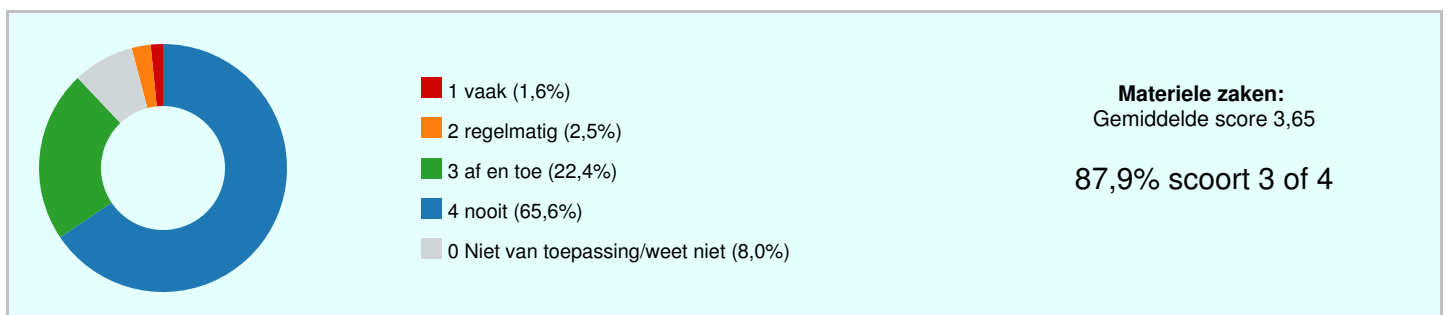 1 vaak (1,6%)
2 regelmatig (2,5%)
3 af en toe (22,4%)
4 nooit (65,6%)
0 Niet van toepassing/weet niet (8,0%)
Materiele zaken:
Gemiddelde score 3,65
87,9% scoort 3 of 4